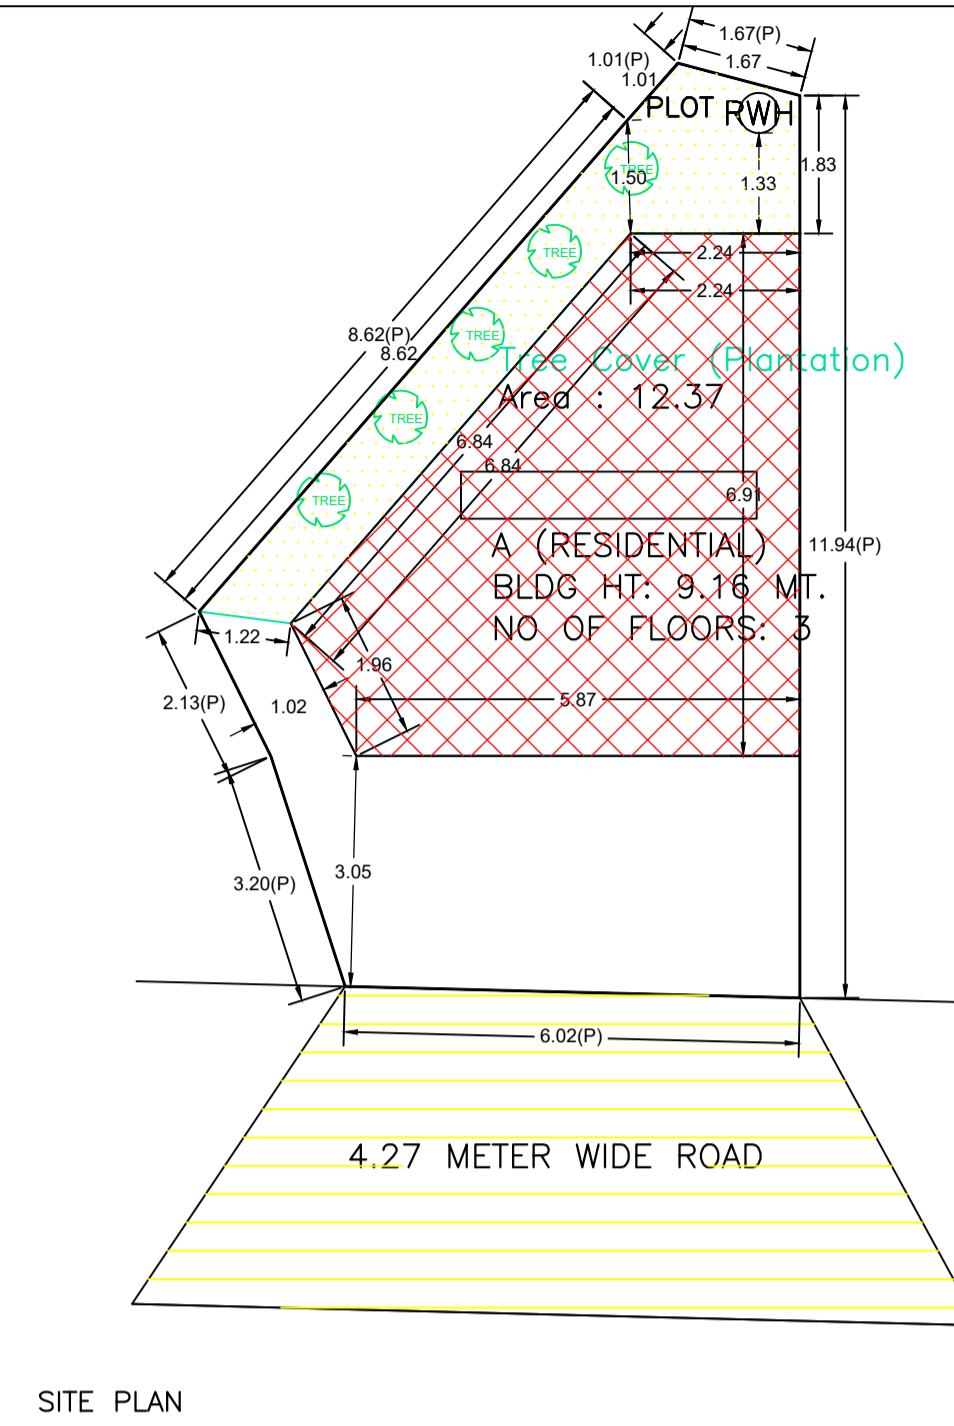 1.67(P)
1.67
1.01(P)
1.01
PLOT RWH
1.83
1.50
TREE
1.33
2.24
TREE
2.24
8.62(P)
8.62
TREE
Tree Cover (Plantation)
Area : 12.37
TREE
6.84
6.84
6.91
TREE
A (RESIDENTIAL)
11.94(P)
BLDG HT: 9.16 MT.
NO OF FLOORS: 3
1.22
1.96
2.13(P)
1.02
5.87
3.05
3.20(P)
6.02(P)
4.27 METER WIDE ROAD
SITE PLAN